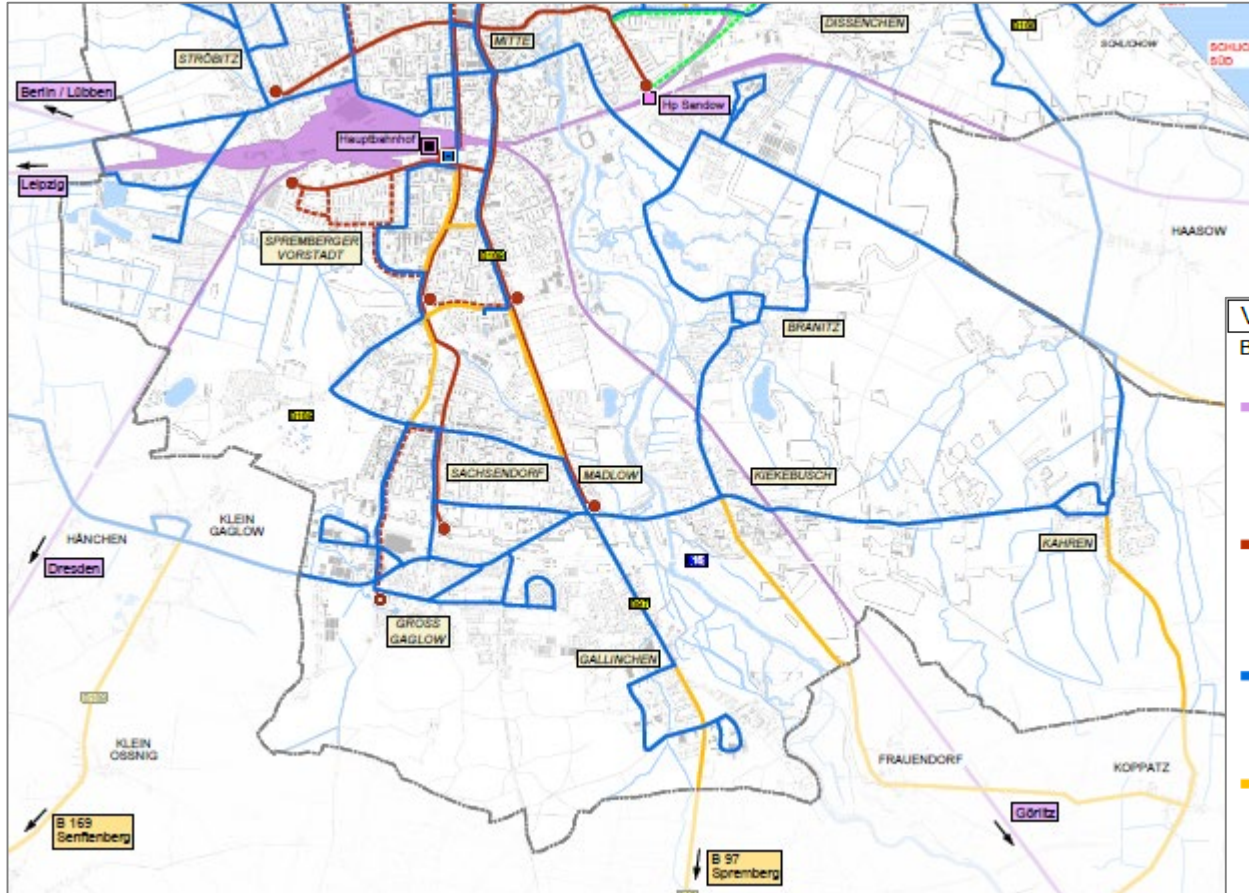 DISSENCHEN
MITTE
STRÖBITZ
SCHLICHOW
SÜD
Berlin / Lübben
Hp Sandow
Hauptbahnhof
Leipzig
HAASOW
SPREMBERGER
VORSTADT
BRANITZ
V
B
SACHSENDORF
MADLOW
KIEKEBUSCH
KLEIN
GAGLOW
HÄNCHEN
KAHREN
Dresden
GROSS
GAGLOW
GALLINCHEN
KLEIN
OSSNIG
FRAUENDORF
KOPPATZ
Görlitz
B 169
Senftenberg
B 97
Spremberg